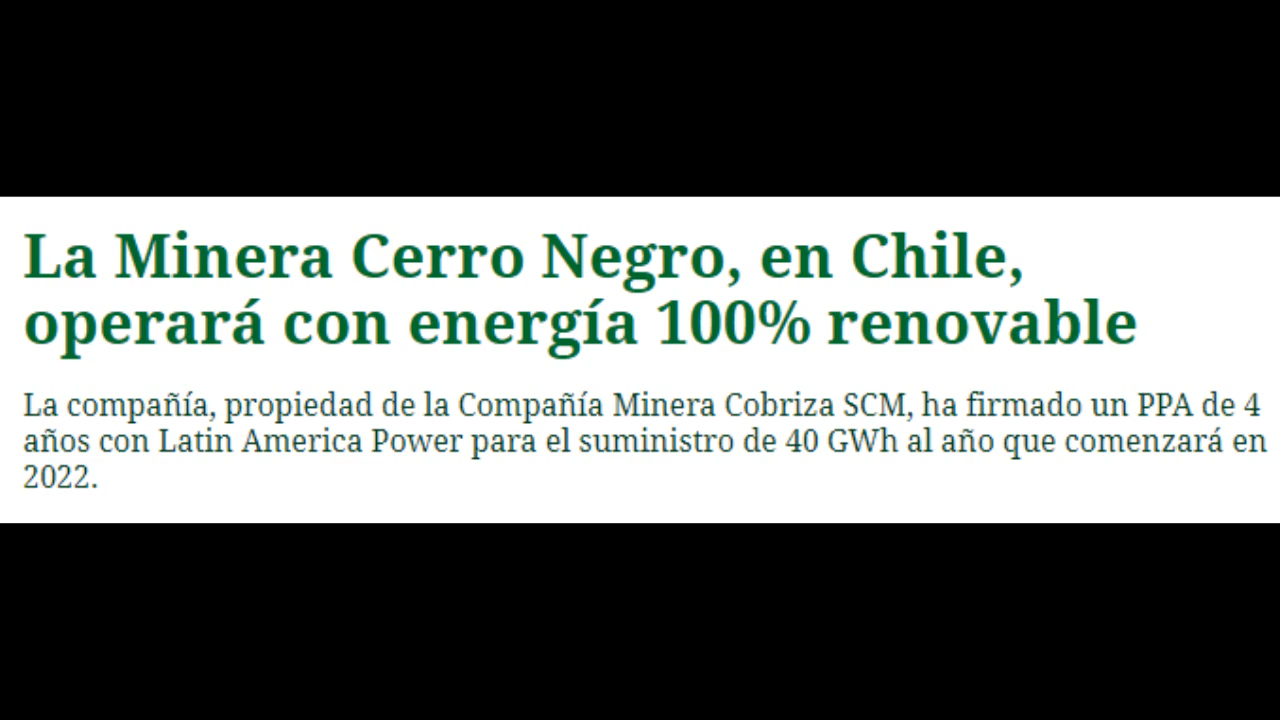 La Minera Cerro Negro, en Chile,
operará con energía 100% renovable
La compañía, propiedad de la Compañía Minera Cobriza SCM, ha firmado un PPA de 4
años con Latin America Power para el suministro de 40 GWh al año que comenzará en
2022.